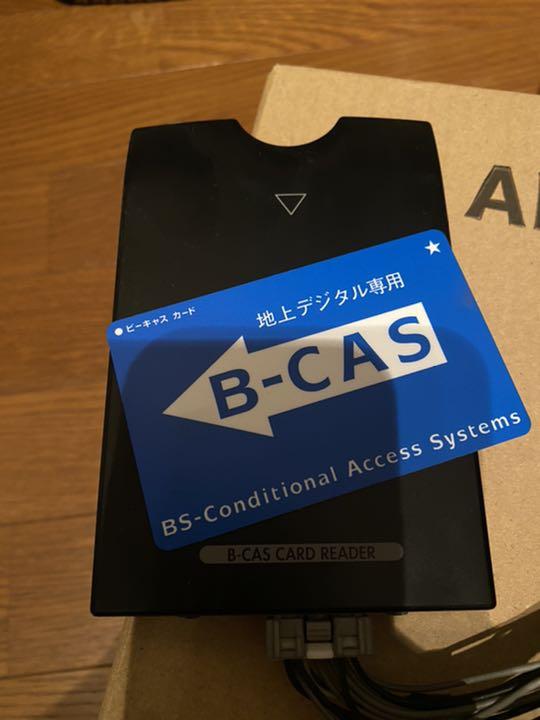 ビーキャス カード
地上デジタル専用
B-CAS
BS-Conditional Access Systems
B-CAS CARD READER